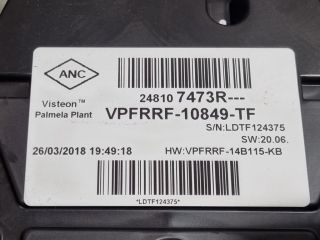 ANC
24810 7473R---
Visteon™
Palmela Plant
VPFRRF-10849-TF
S/N:LDTF124375
SW:20.06.
26/03/2018 19:49:18
HW:VPFRRF-14B115-KB
*LDTF124375*